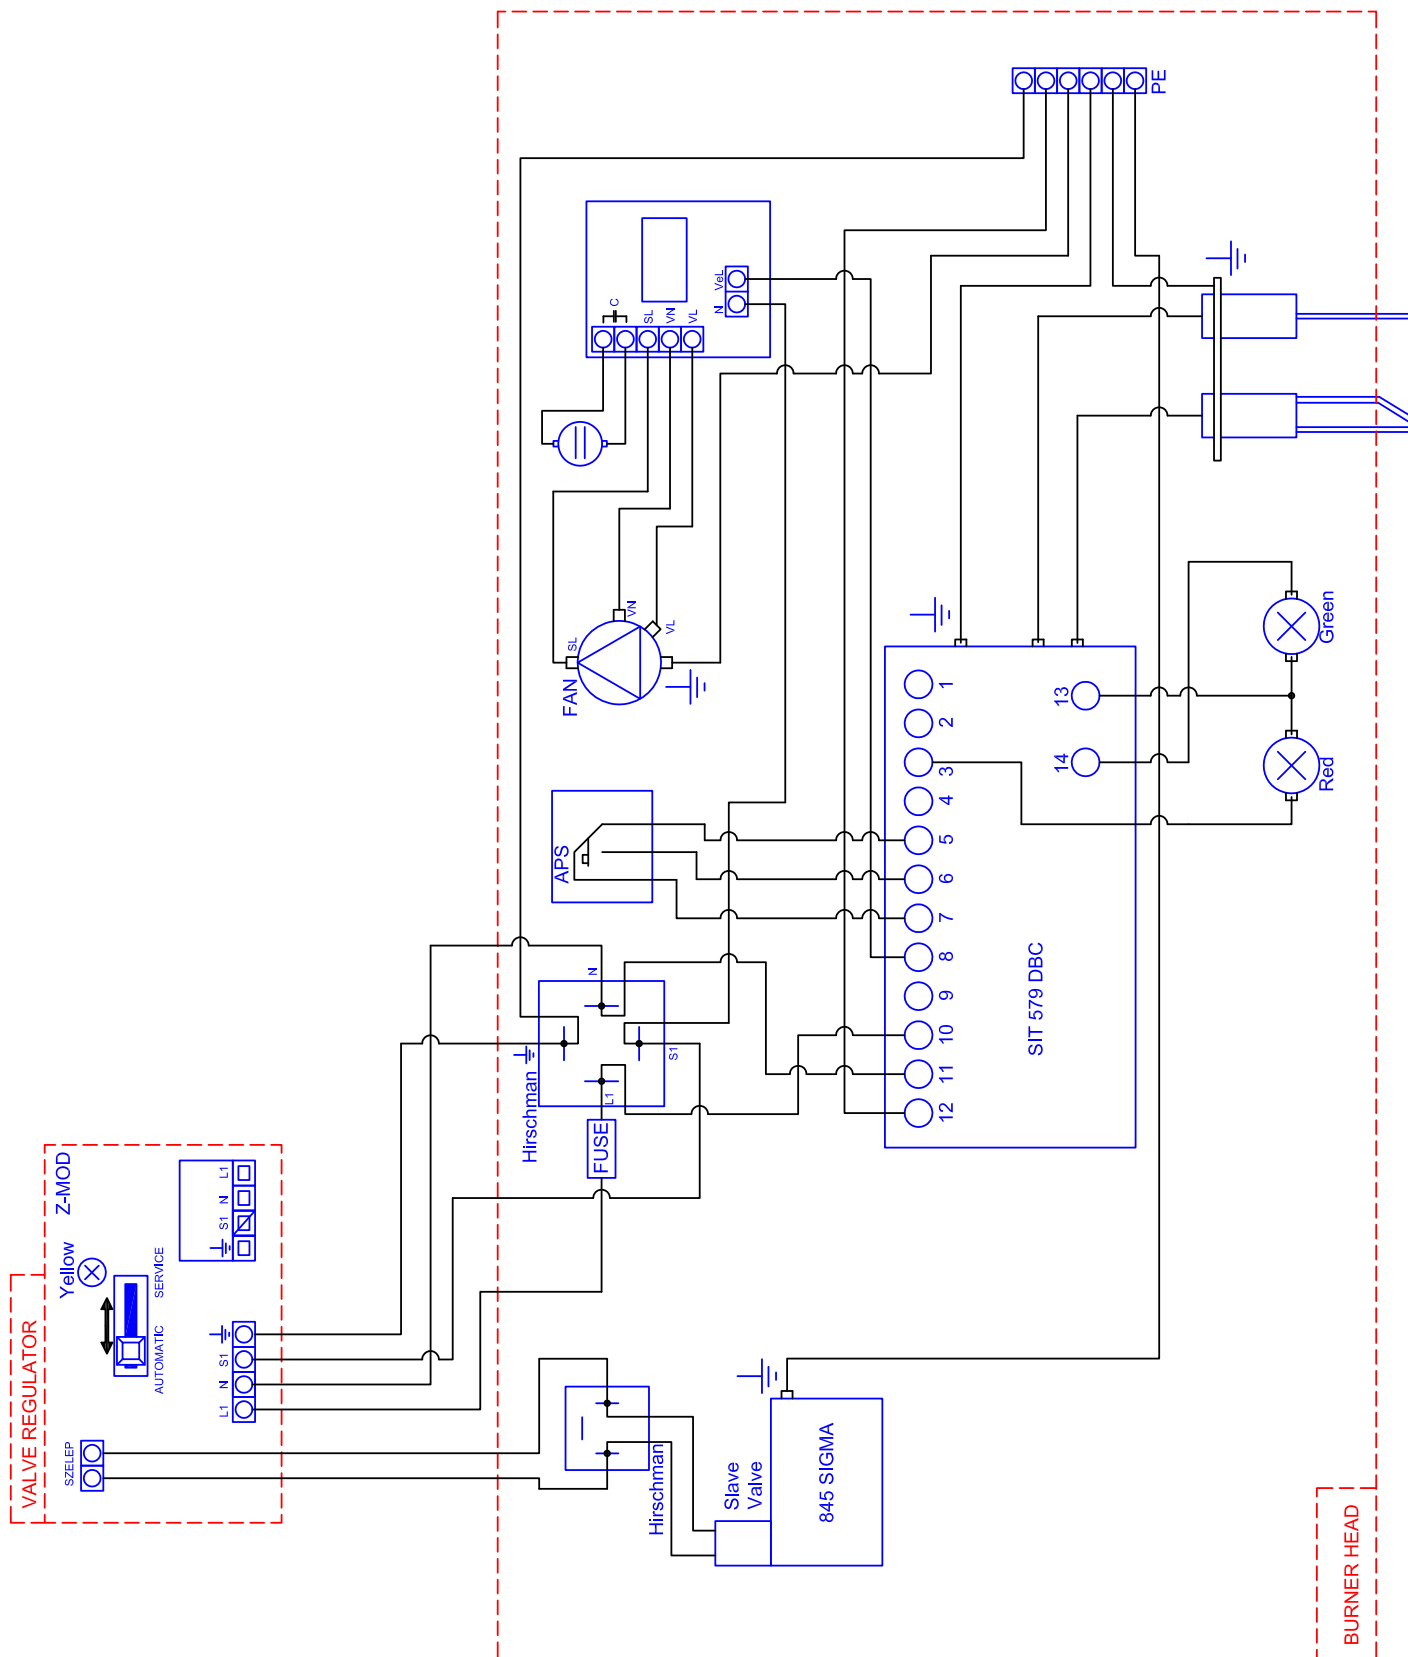 PE
VeL
N
C
SL
VN
VL
VN
VL
SL
FAN
Green
Red
13
14
1
2
3
4
5
6
7
8
9
10
11
12
SIT 579 DBC
APS
N
S1
L1
Hirschman
FUSE
Z-MOD
Yellow
L1
N
S1
SERVICE
AUTOMATIC
S1
N
L1
VALVE REGULATOR
SZELEP
Hirschman
Slave
Valve
845 SIGMA
BURNER HEAD